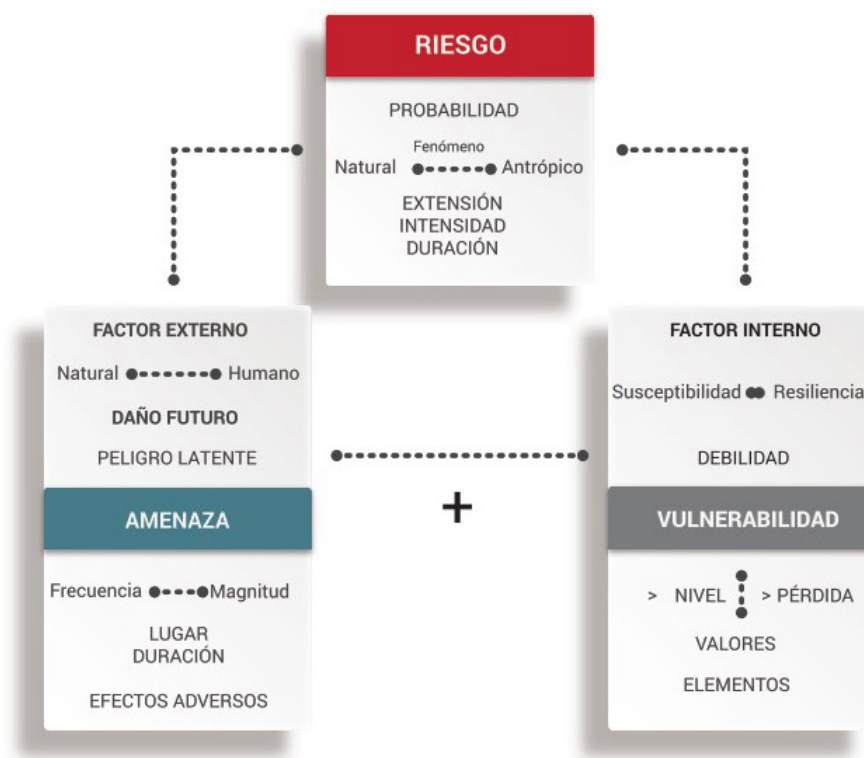 RIESGO
PROBABILIDAD
Fenómeno
Natural Antrópico
EXTENSIÓN
INTENSIDAD
DURACIÓN
FACTOR EXTERNO
Natural Humano
DAÑO FUTURO
PELIGRO LATENTE
AMENAZA
Frecuencia Magnitud
LUGAR
DURACIÓN
EFECTOS ADVERSOS
+
FACTOR INTERNO
Susceptibilidad Resiliencia
DEBILIDAD
VULNERABILIDAD
> NIVEL > PÉRDIDA
VALORES
ELEMENTOS